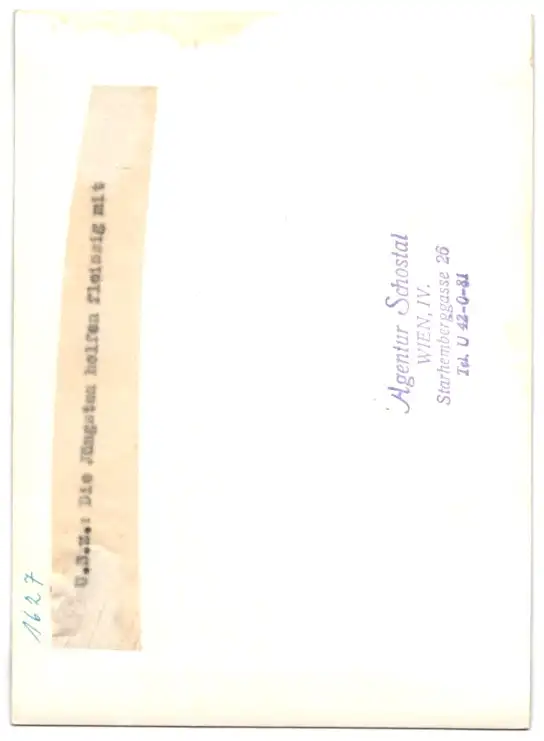 1627
U.B.z.: Die Jüngsten helfen fleissig mit
Agentur Schostal
WIEN, IV.
Starhemberggasse 26
Tel. U 42-0-81